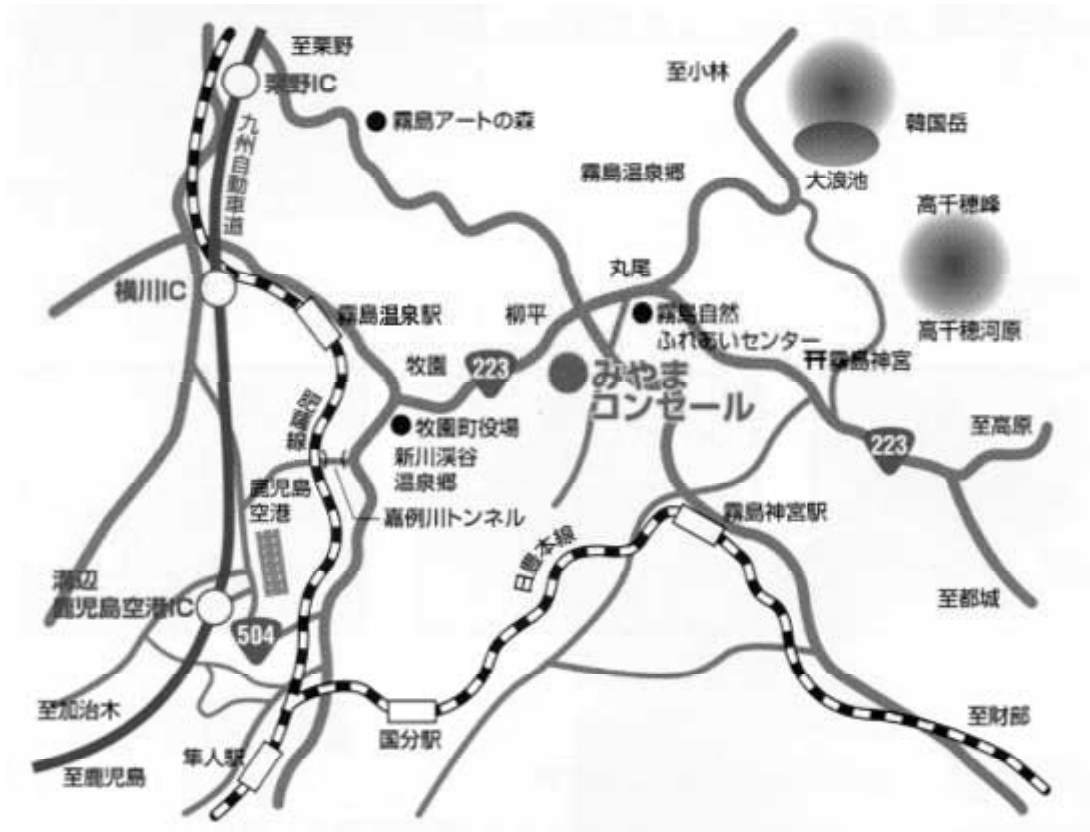 至栗野
栗野IC
霧島アートの森
九州自動車道
至小林
韓国岳
大浪池
霧島温泉郷
高千穂峰
高千穂河原
丸尾
横川IC
霧島温泉駅
柳平
霧島自然
ふれあいセンター
霧島神宮
牧園
223
みやま
コンセール
肥薩線
牧園町役場
新川渓谷
温泉郷
223
至高原
鹿児島
空港
嘉例川トンネル
霧島神宮駅
日豊本線
溝辺
鹿児島空港IC
504
至都城
至加治木
国分駅
至財部
隼人駅
至鹿児島